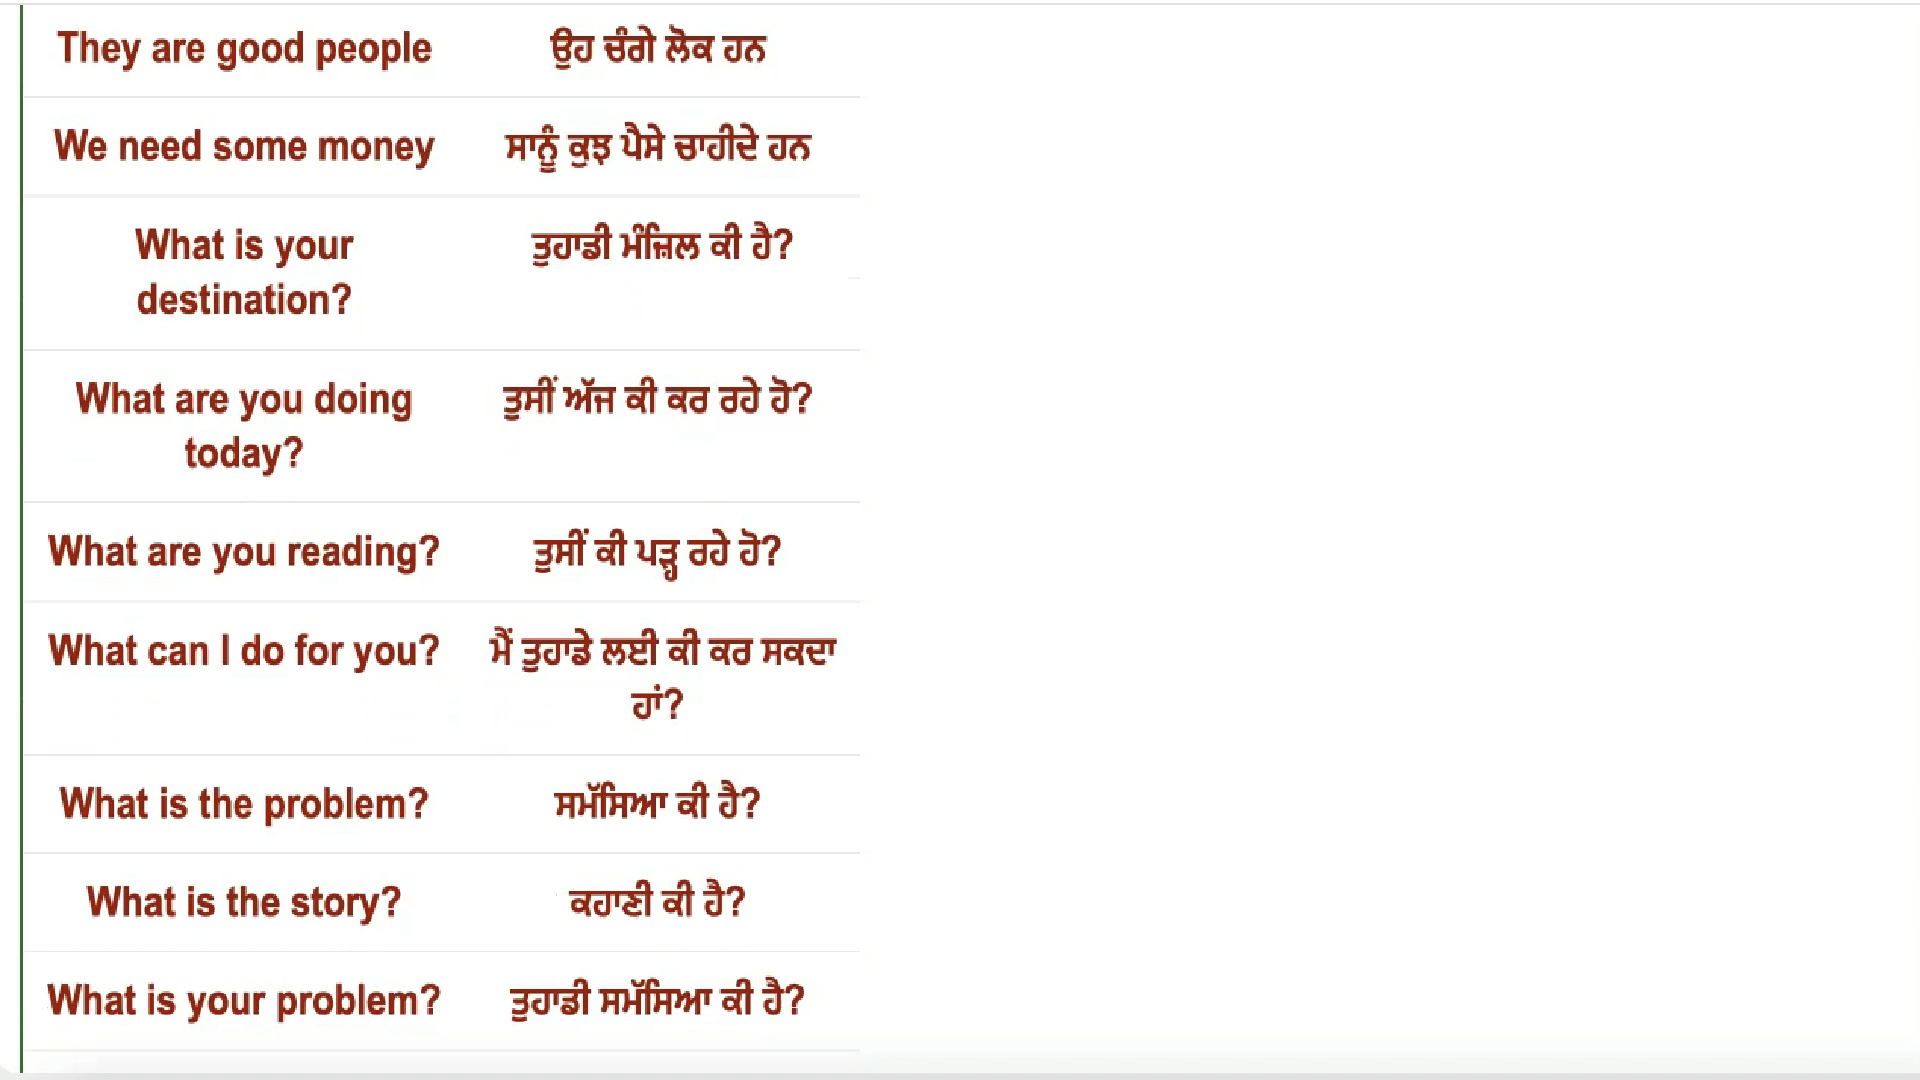 They are good people ਉਹ ਚੰਗੇ ਲੋਕ ਹਨ
We need some money ਸਾਨੂੰ ਕੁਝ ਪੈਸੇ ਚਾਹੀਦੇ ਹਨ
What is your ਤੁਹਾਡੀ ਮੰਜ਼ਿਲ ਕੀ ਹੈ?
destination?
What are you doing ਤੁਸੀਂ ਅੱਜ ਕੀ ਕਰ ਰਹੇ ਹੋ?
today?
What are you reading? ਤੁਸੀਂ ਕੀ ਪੜ੍ਹ ਰਹੇ ਹੋ?
What can I do for you? ਮੈਂ ਤੁਹਾਡੇ ਲਈ ਕੀ ਕਰ ਸਕਦਾ
ਹਾਂ?
What is the problem? ਸਮੱਸਿਆ ਕੀ ਹੈ?
What is the story? ਕਹਾਣੀ ਕੀ ਹੈ?
What is your problem? ਤੁਹਾਡੀ ਸਮੱਸਿਆ ਕੀ ਹੈ?